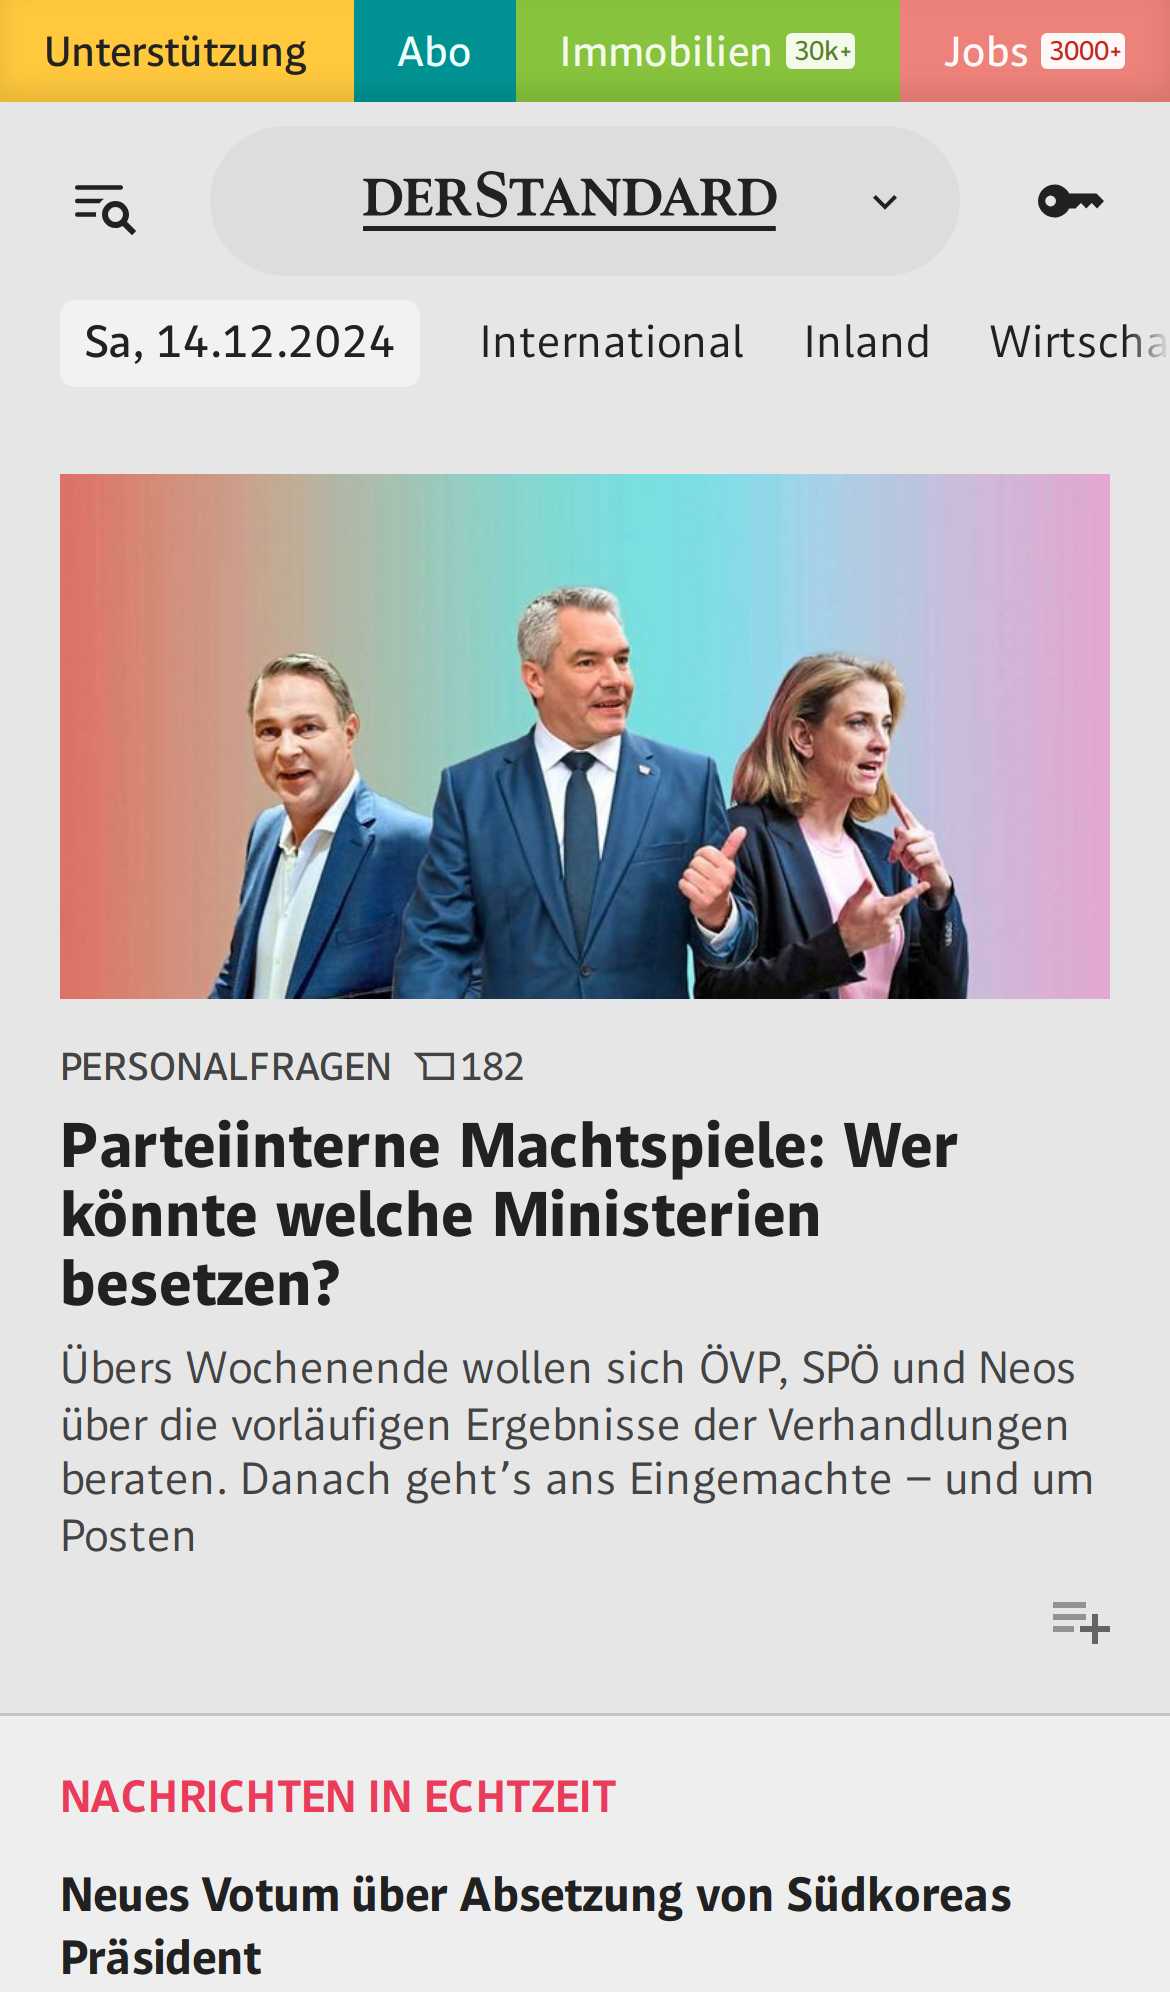 Unterstützung Abo Immobilien 30k+ Jobs 3000+
DERSTANDARD
Sa, 14.12.2024 International Inland Wirtscha
PERSONALFRAGEN 182
Parteiinterne Machtspiele: Wer
könnte welche Ministerien
besetzen?
Übers Wochenende wollen sich ÖVP, SPÖ und Neos
über die vorläufigen Ergebnisse der Verhandlungen
beraten. Danach geht’s ans Eingemachte – und um
Posten
NACHRICHTEN IN ECHTZEIT
Neues Votum über Absetzung von Südkoreas
Präsident